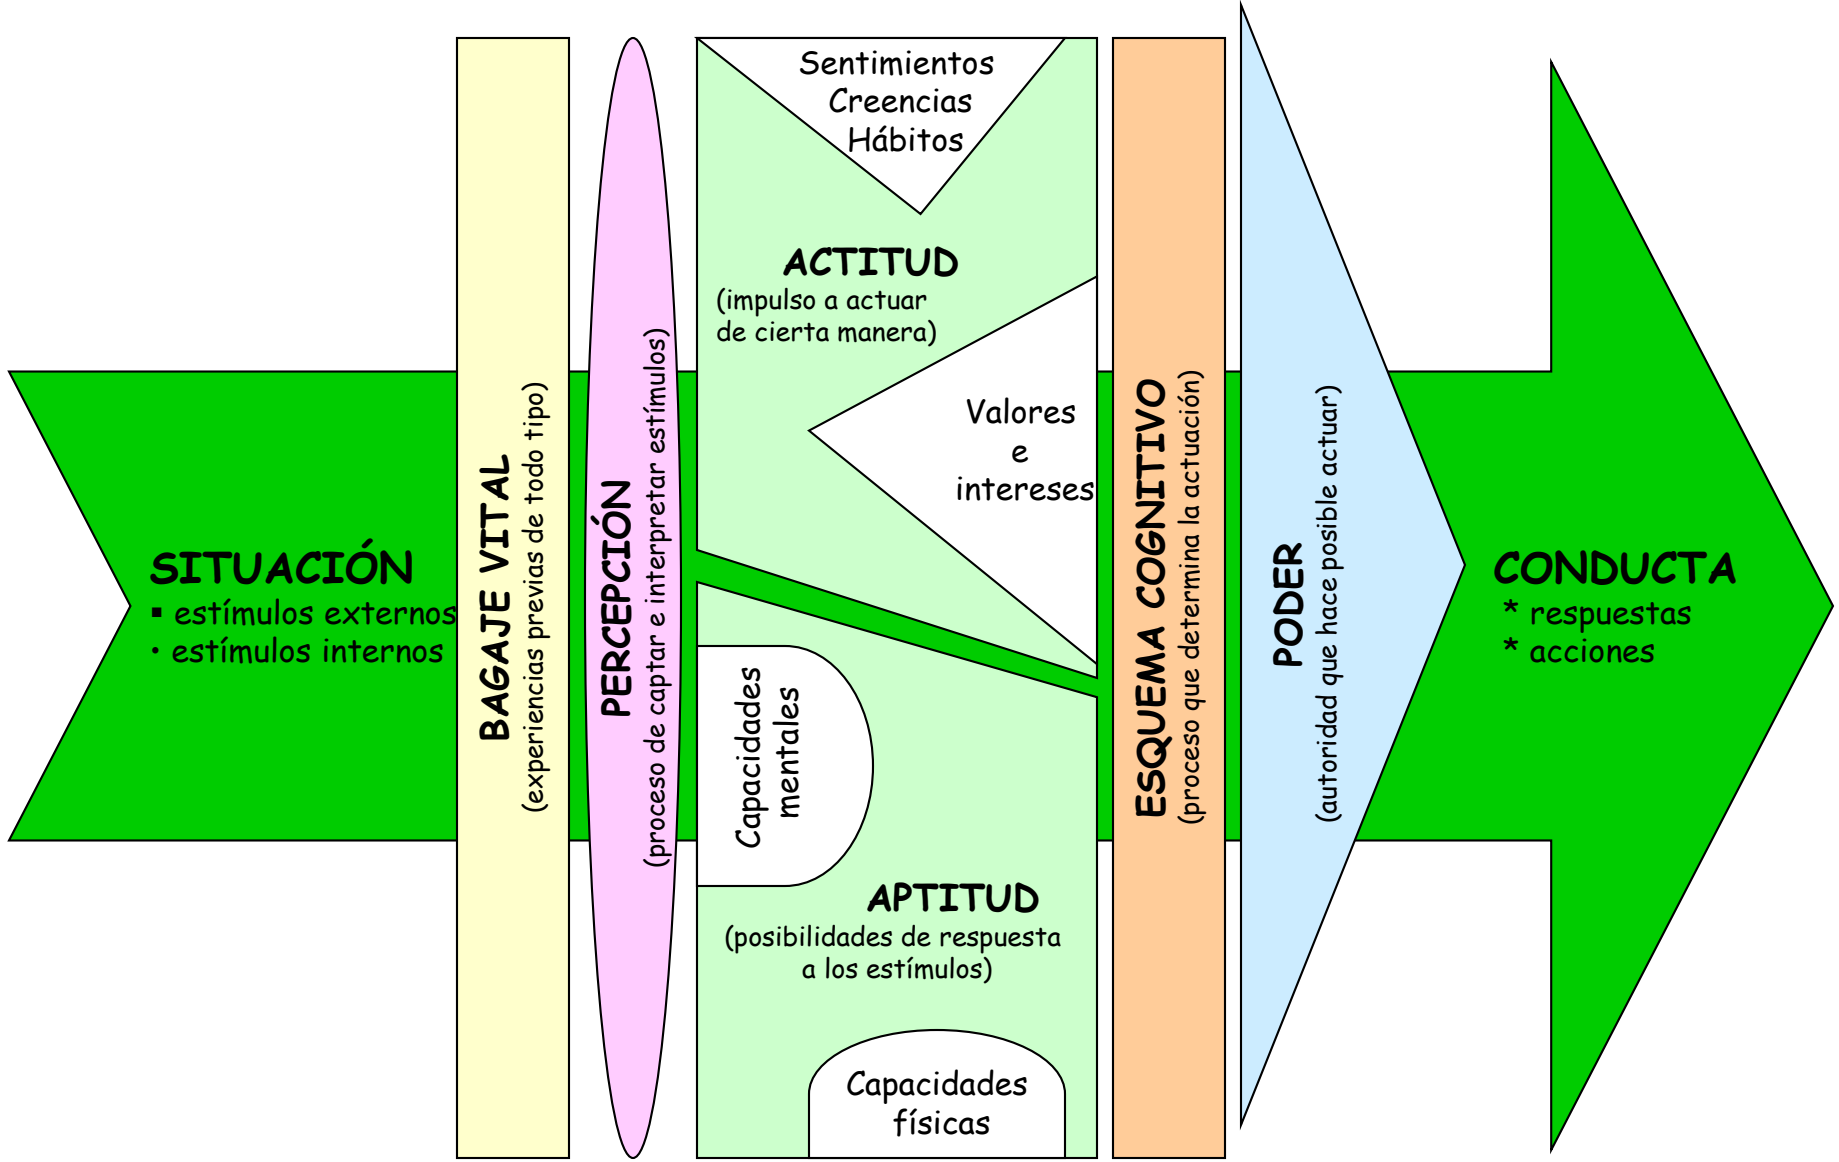 SITUACIÓN
▪ estímulos externos
• estímulos internos
BAGAJE VITAL
(experiencias previas de todo tipo)
PERCEPCIÓN
(proceso de captar e interpretar estímulos)
Sentimientos
Creencias
Hábitos
ACTITUD
(impulso a actuar
de cierta manera)
Valores
e
intereses
Capacidades
mentales
APTITUD
(posibilidades de respuesta
a los estímulos)
Capacidades
físicas
ESQUEMA COGNITIVO
(proceso que determina la actuación)
PODER
(autoridad que hace posible actuar)
CONDUCTA
* respuestas
* acciones